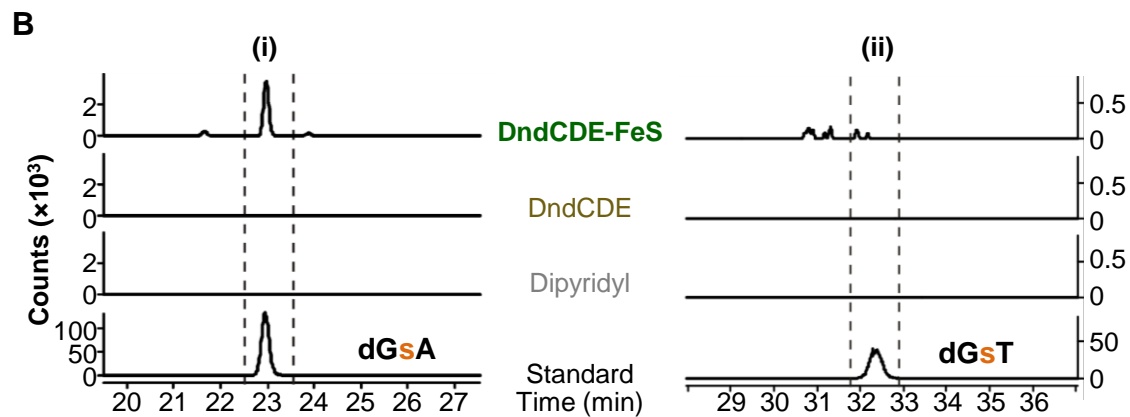 B
(i)
(ii)
Counts (×10³)
2
0
DndCDE-FeS
0.5
0
2
0
DndCDE
0.5
0
2
0
Dipyridyl
0.5
0
100
50
0
dGsA
Standard
dGsT
50
0
20 21 22 23 24 25 26 27
Time (min)
29 30 31 32 33 34 35 36